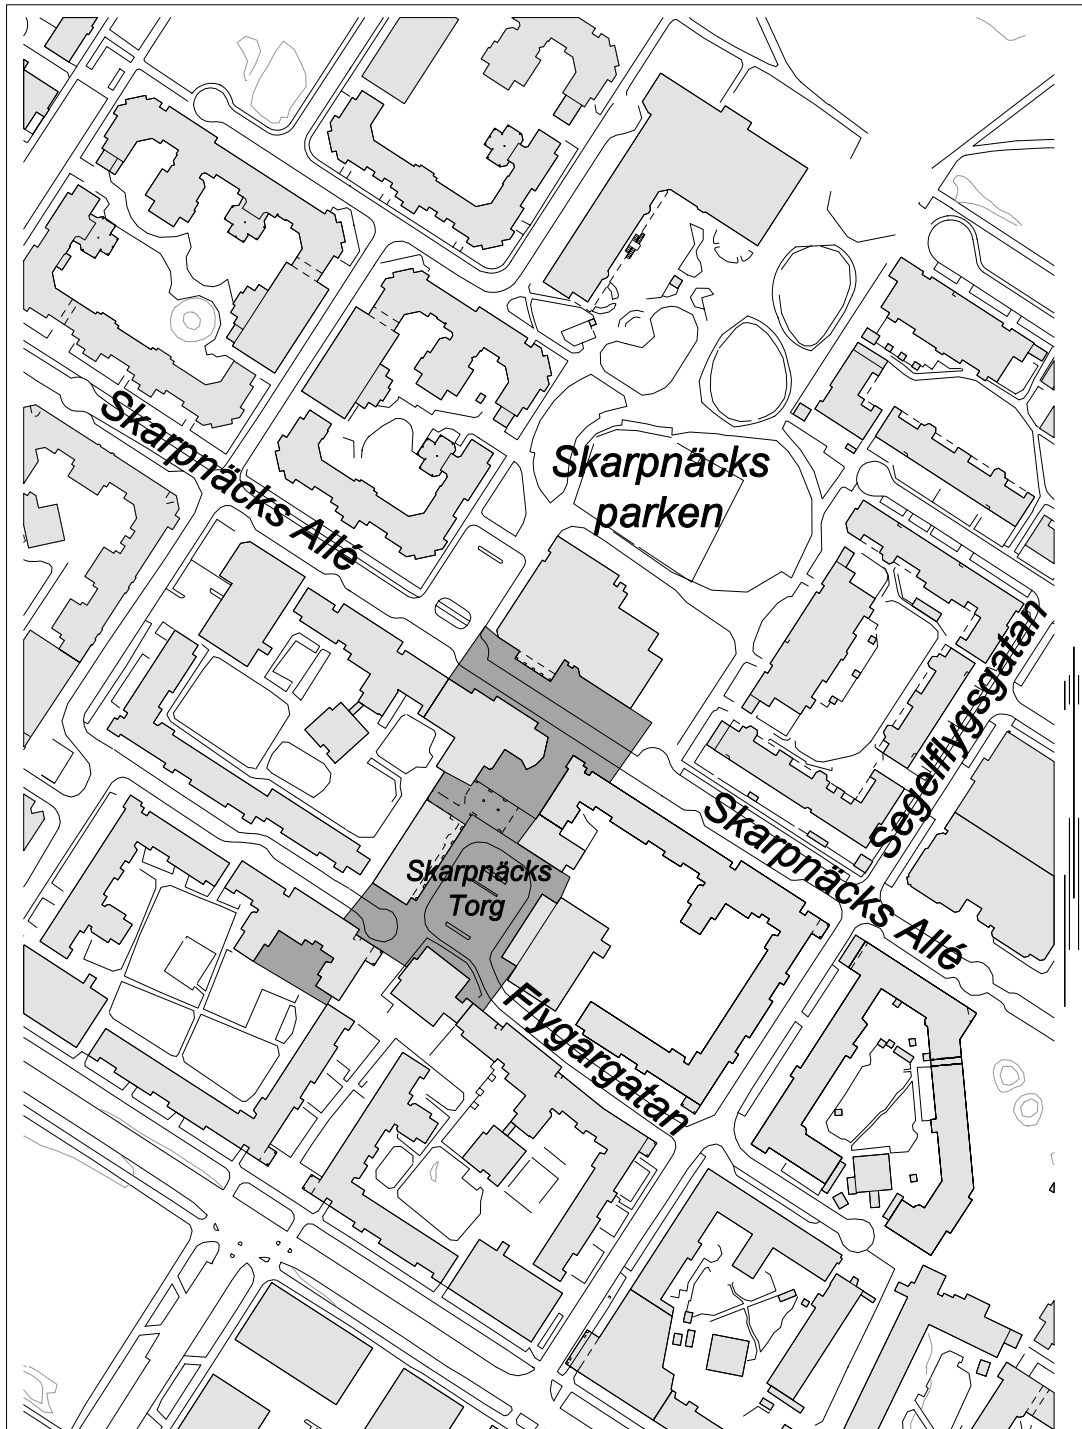 Skarpnäcks Allé
Skarpnäcks
parken
Segelflygsgatan
Skarpnäcks Allé
Skarpnäcks
Torg
Flygargatan